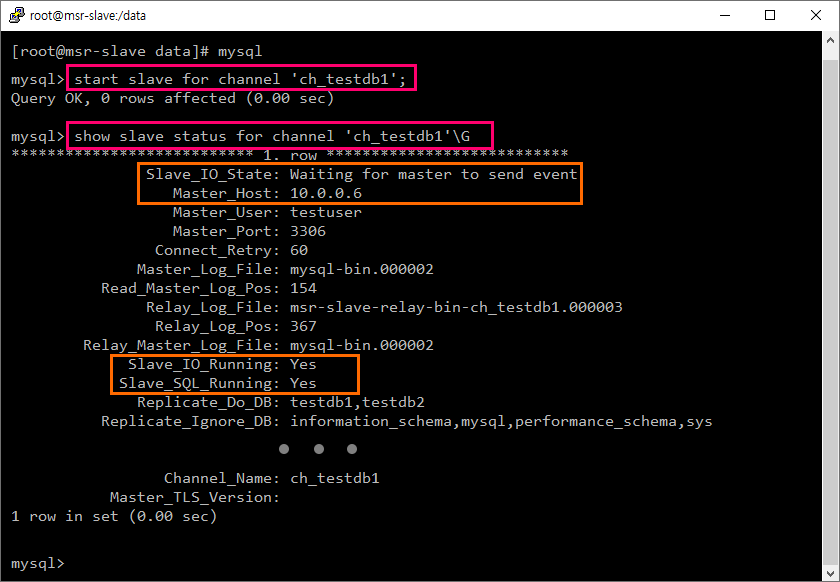 root@msr-slave:/data
[root@msr-slave data]# mysql
mysql> start slave for channel 'ch_testdb1';
Query OK, 0 rows affected (0.00 sec)
mysql> show slave status for channel 'ch_testdb1'\G
*************************** 1. row ***************************
Slave_IO_State: Waiting for master to send event
Master_Host: 10.0.0.6
Master_User: testuser
Master_Port: 3306
Connect_Retry: 60
Master_Log_File: mysql-bin.000002
Read_Master_Log_Pos: 154
Relay_Log_File: msr-slave-relay-bin-ch_testdb1.000003
Relay_Log_Pos: 367
Relay_Master_Log_File: mysql-bin.000002
Slave_IO_Running: Yes
Slave_SQL_Running: Yes
Replicate_Do_DB: testdb1,testdb2
Replicate_Ignore_DB: information_schema,mysql,performance_schema,sys
Channel_Name: ch_testdb1
Master_TLS_Version:
1 row in set (0.00 sec)
mysql>